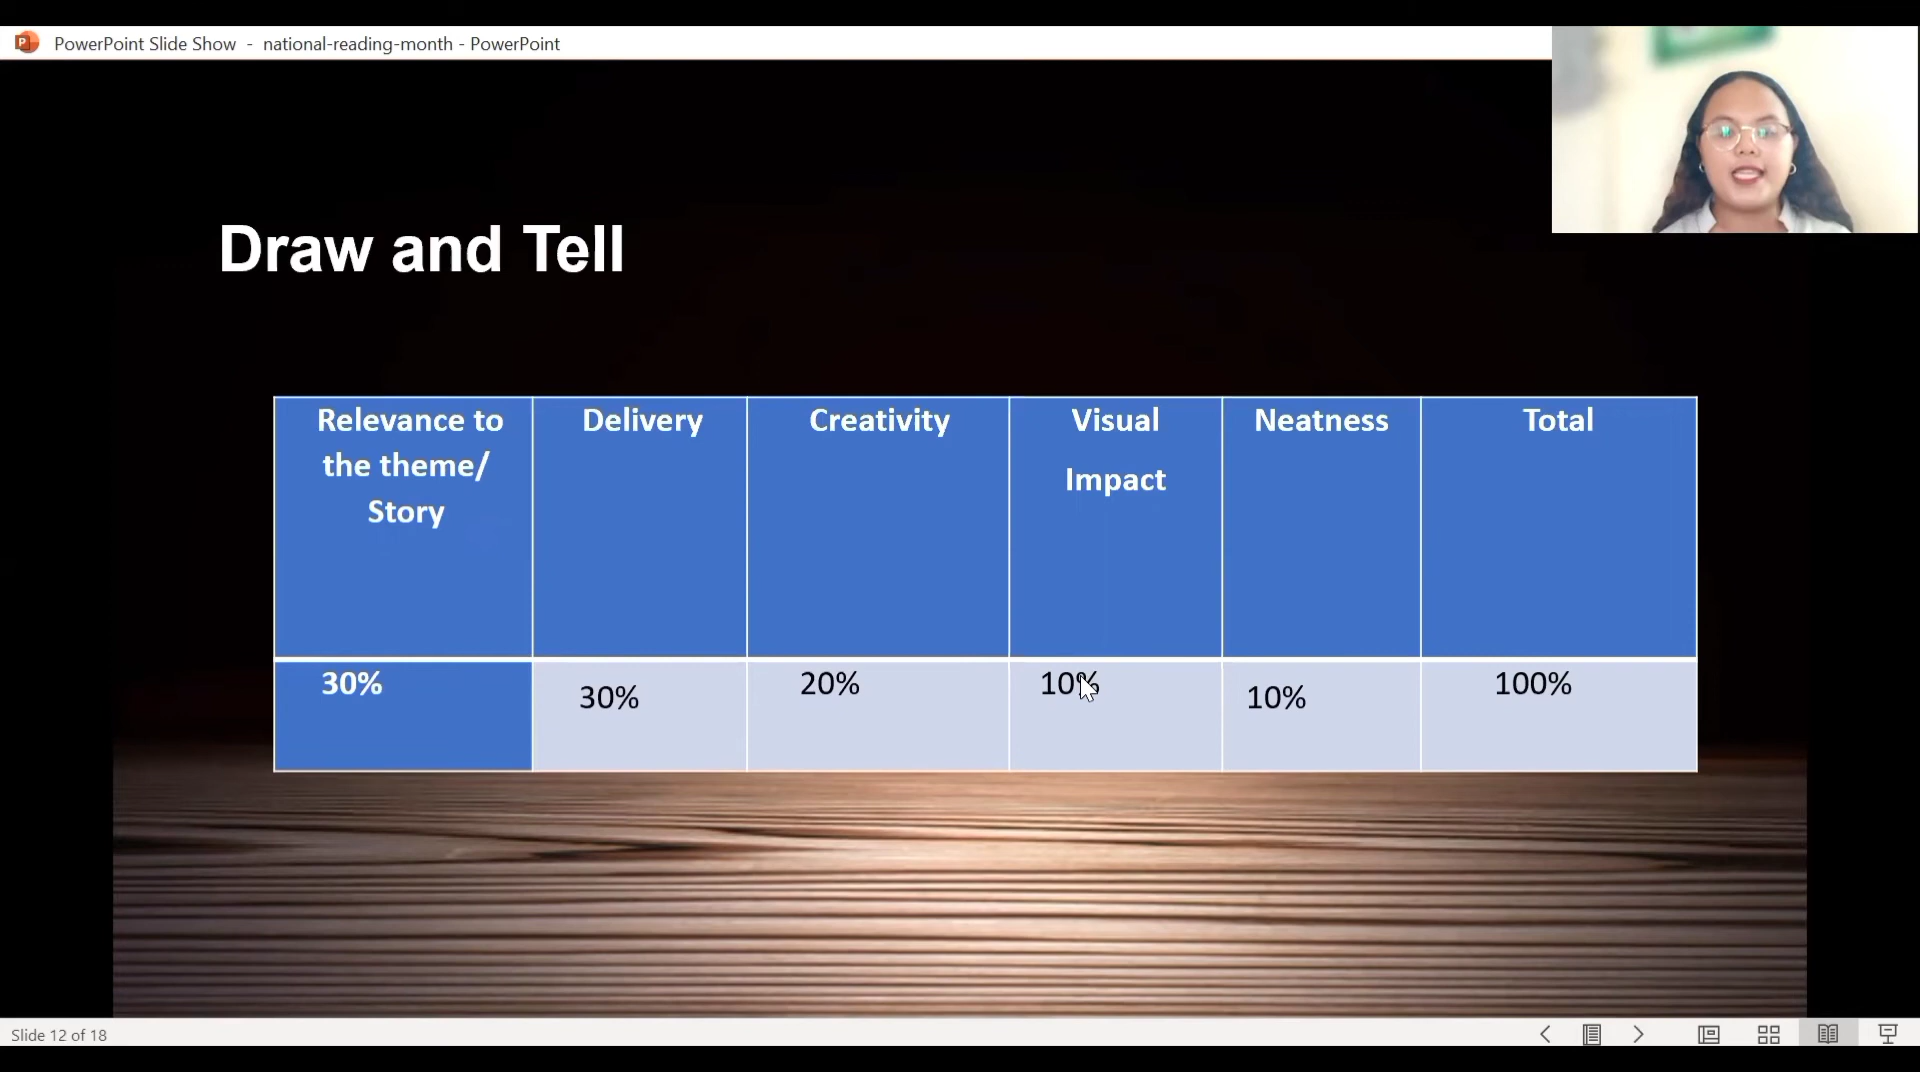 PowerPoint Slide Show - national-reading-month - PowerPoint
Draw and Tell
Relevance to
the theme/
Story
Delivery
Creativity
Visual
Impact
Neatness
Total
30%
30%
20%
10%
10%
100%
Slide 12 of 18